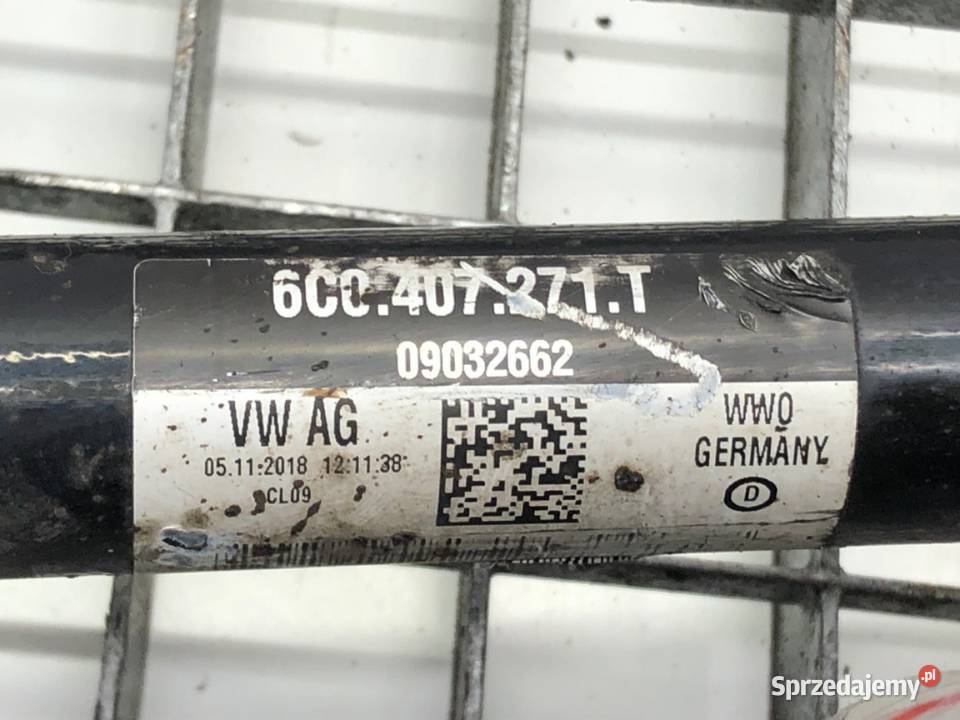 6C0.407.271.T
09032662
VW AG
05.11.2018 12:11:38
CL09
WWO
GERMANY
D
Sprzedajemy.pl